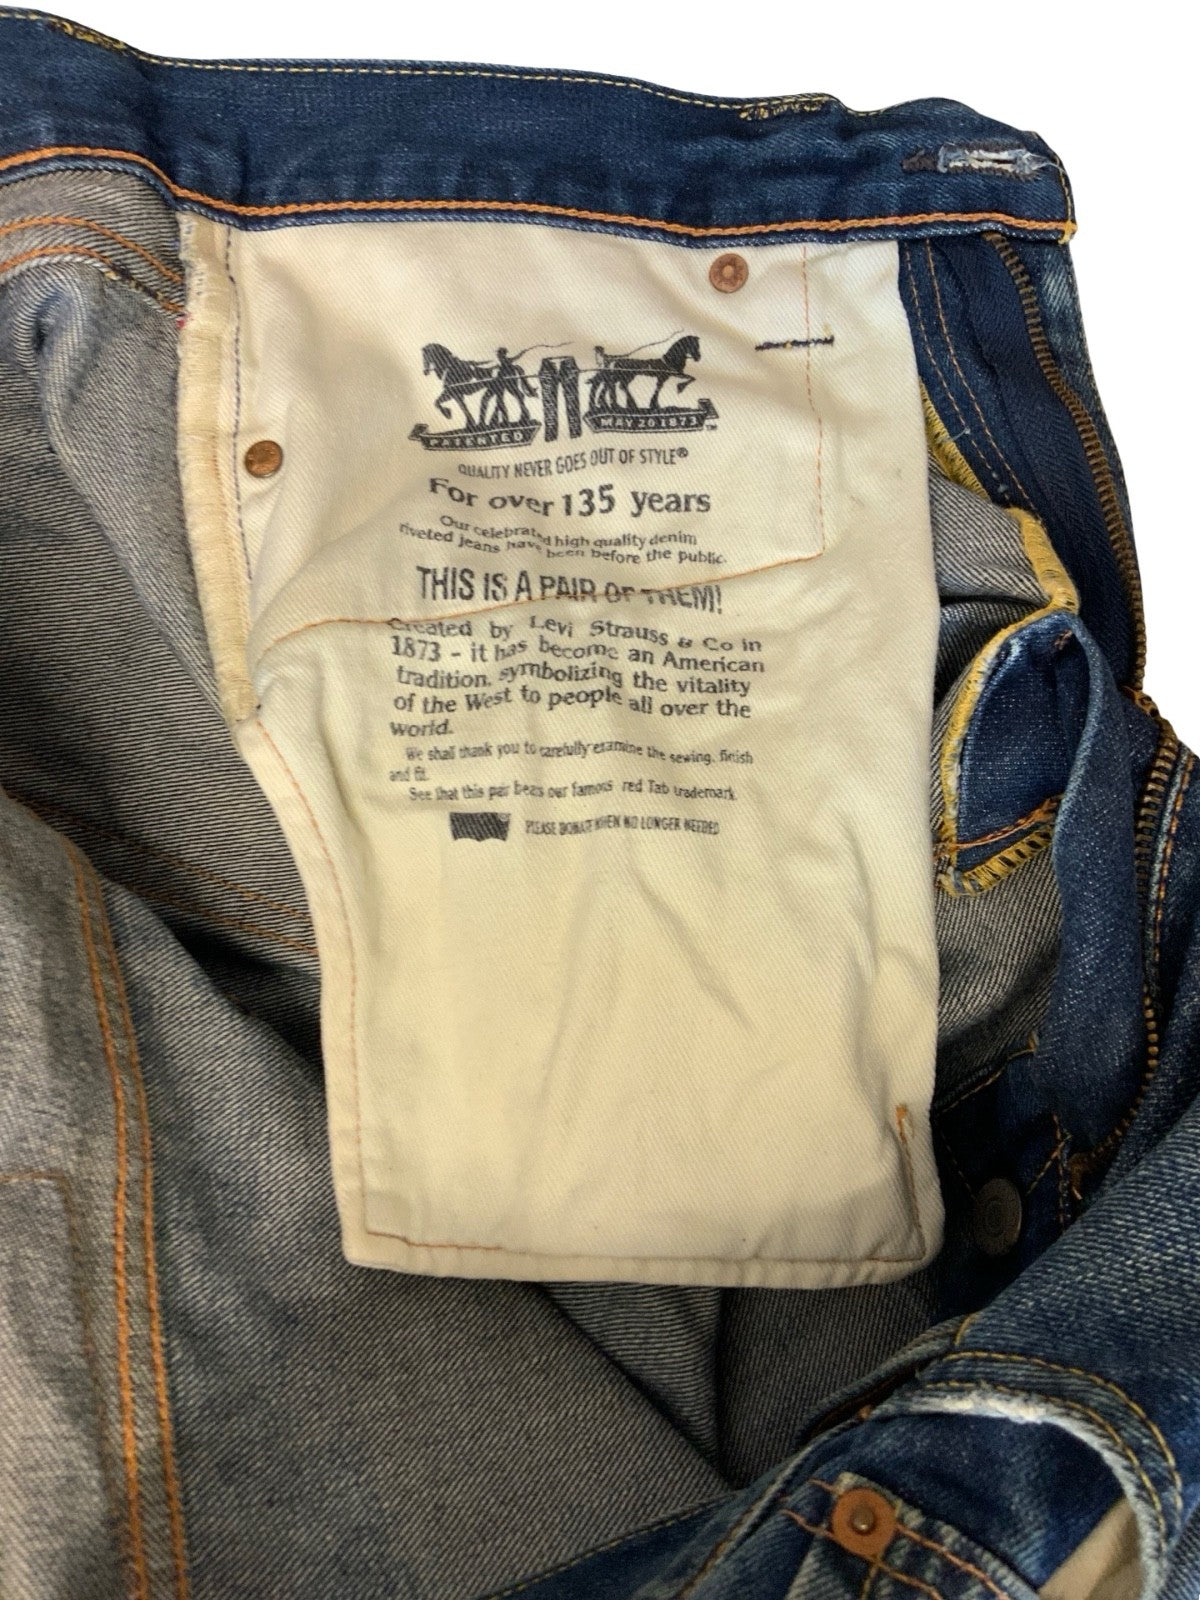 PATENTED MAY 20 1873 ™
QUALITY NEVER GOES OUT OF STYLE®
For over 135 years
Our celebrated high quality denim
riveted jeans have been before the public.
THIS IS A PAIR OF THEM!
Created by Levi Strauss & Co in
1873 - it has become an American
tradition, symbolizing the vitality
of the West to people all over the
world.
We shall thank you to carefully examine the sewing, finish
and fit.
See that this pair bears our famous red Tab trademark.
PLEASE DONATE WHEN NO LONGER NEEDED